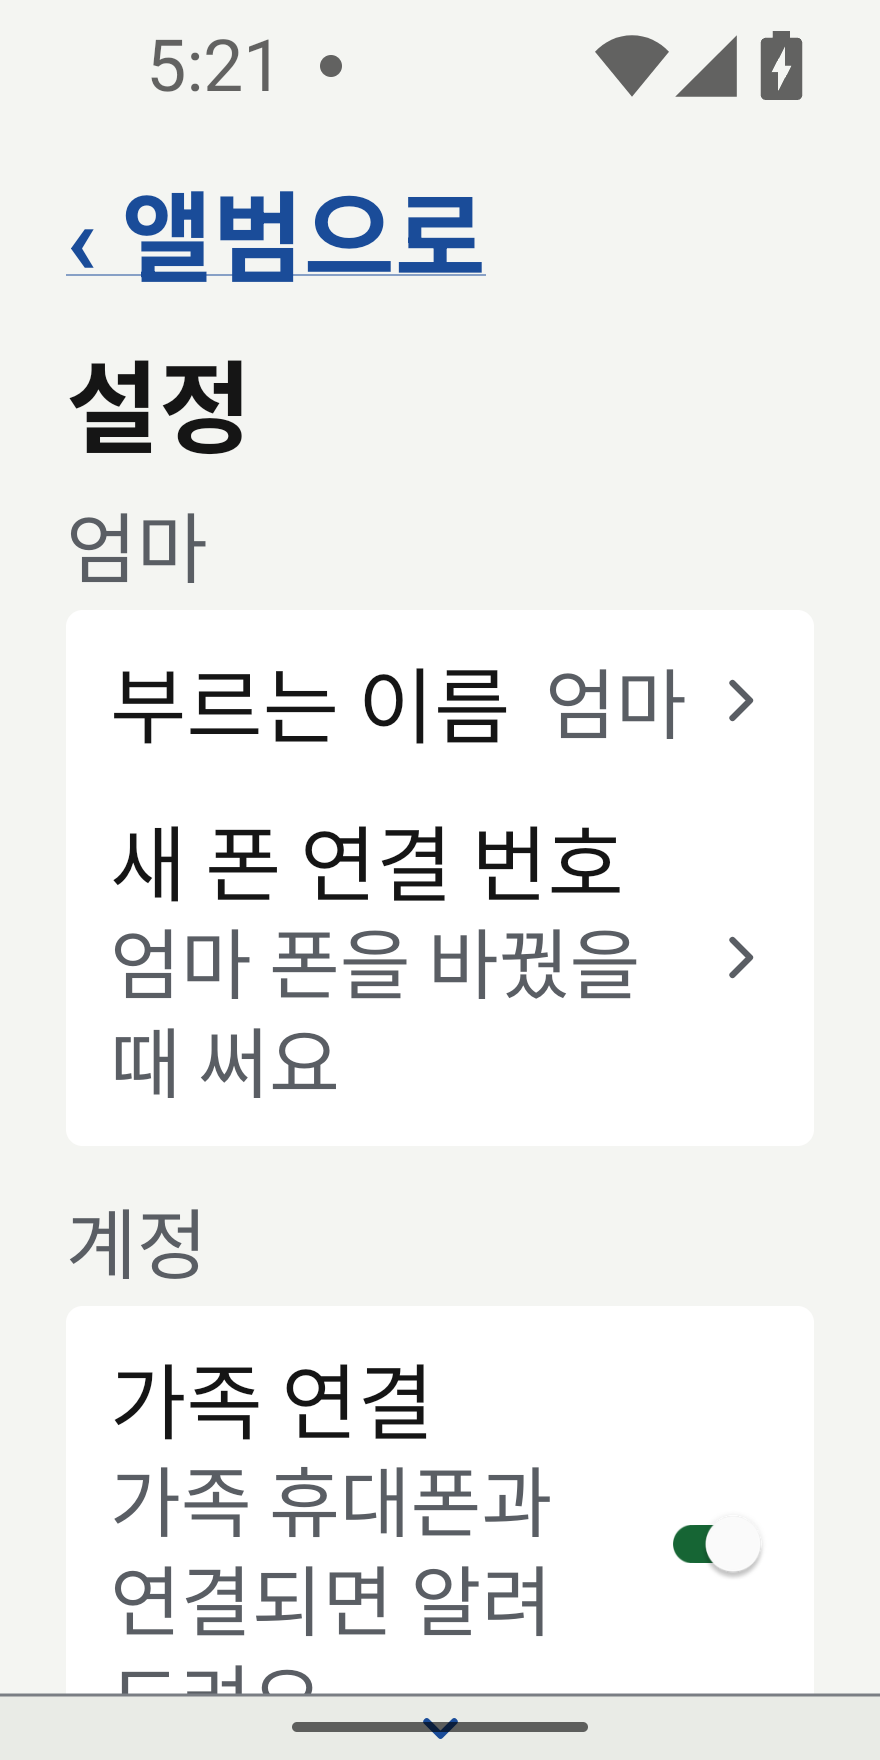 5:21
‹ 앨범으로
설정
엄마
부르는 이름 엄마
새 폰 연결 번호
엄마 폰을 바꿨을
때 써요
계정
가족 연결
가족 휴대폰과
연결되면 알려